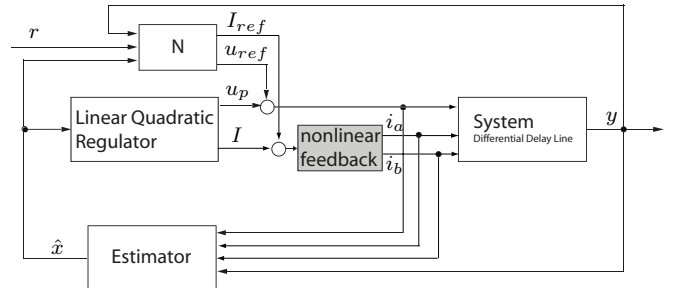 r
N
I_ref
u_ref
u_p
Linear Quadratic
Regulator
I
nonlinear
feedback
i_a
i_b
System
Differential Delay Line
y
x̂
Estimator